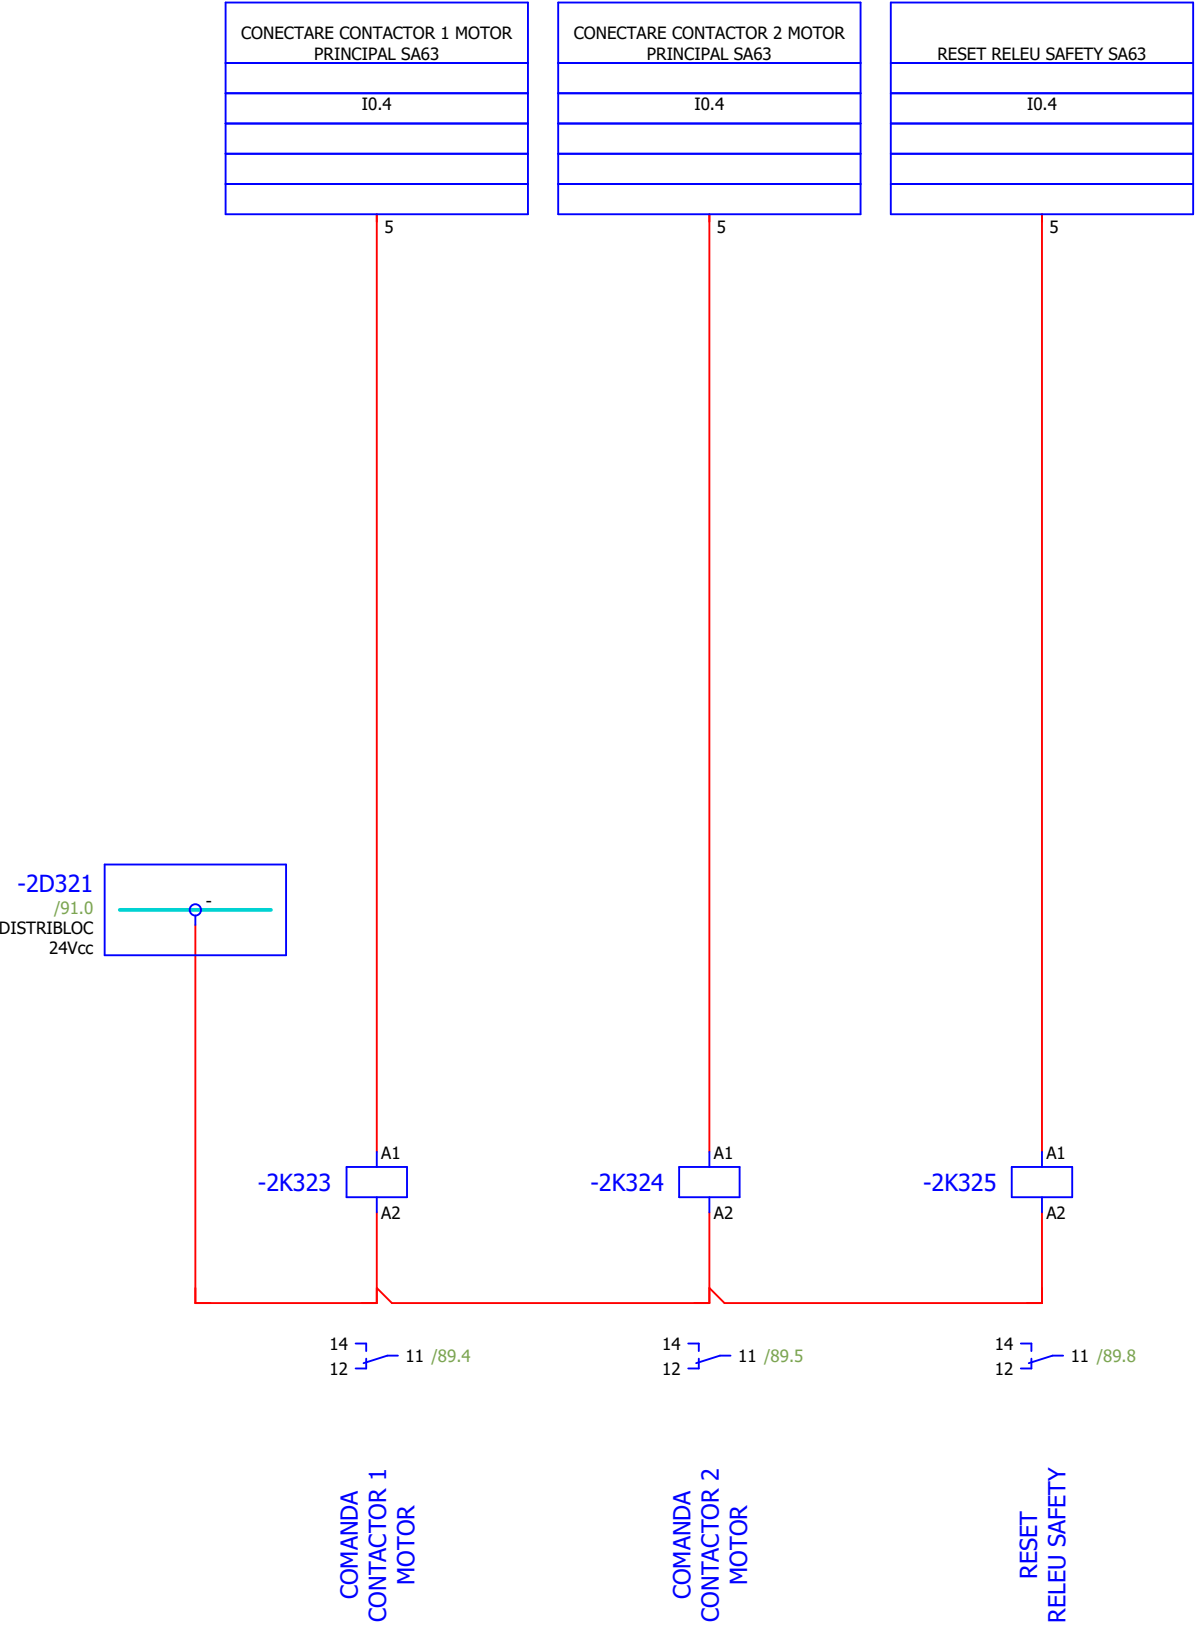 CONECTARE CONTACTOR 1 MOTOR
PRINCIPAL SA63
I0.4
5
CONECTARE CONTACTOR 2 MOTOR
PRINCIPAL SA63
I0.4
5
RESET RELEU SAFETY SA63
I0.4
5
-2D321
/91.0
DISTRIBLOC
24Vcc
-
A1
-2K323
A2
A1
-2K324
A2
A1
-2K325
A2
14
12
11 /89.4
14
12
11 /89.5
14
12
11 /89.8
COMANDA
CONTACTOR 1
MOTOR
COMANDA
CONTACTOR 2
MOTOR
RESET
RELEU SAFETY